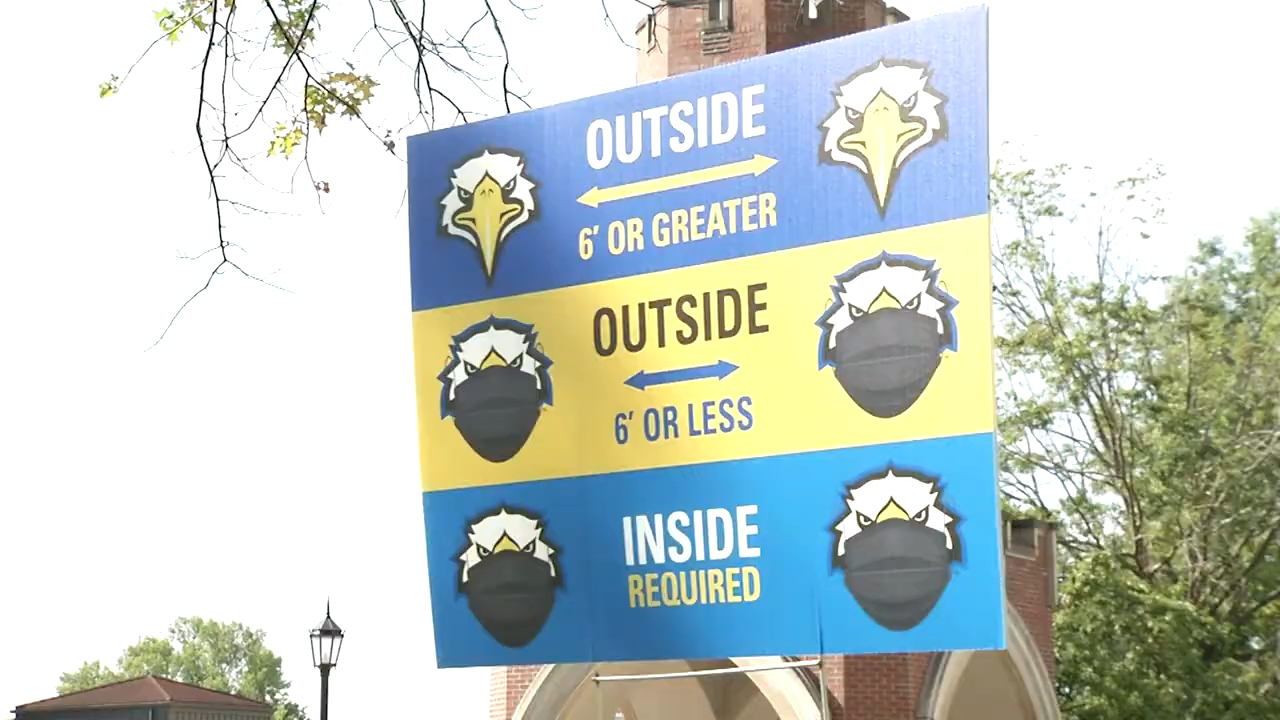 OUTSIDE
6' OR GREATER
OUTSIDE
6' OR LESS
INSIDE
REQUIRED